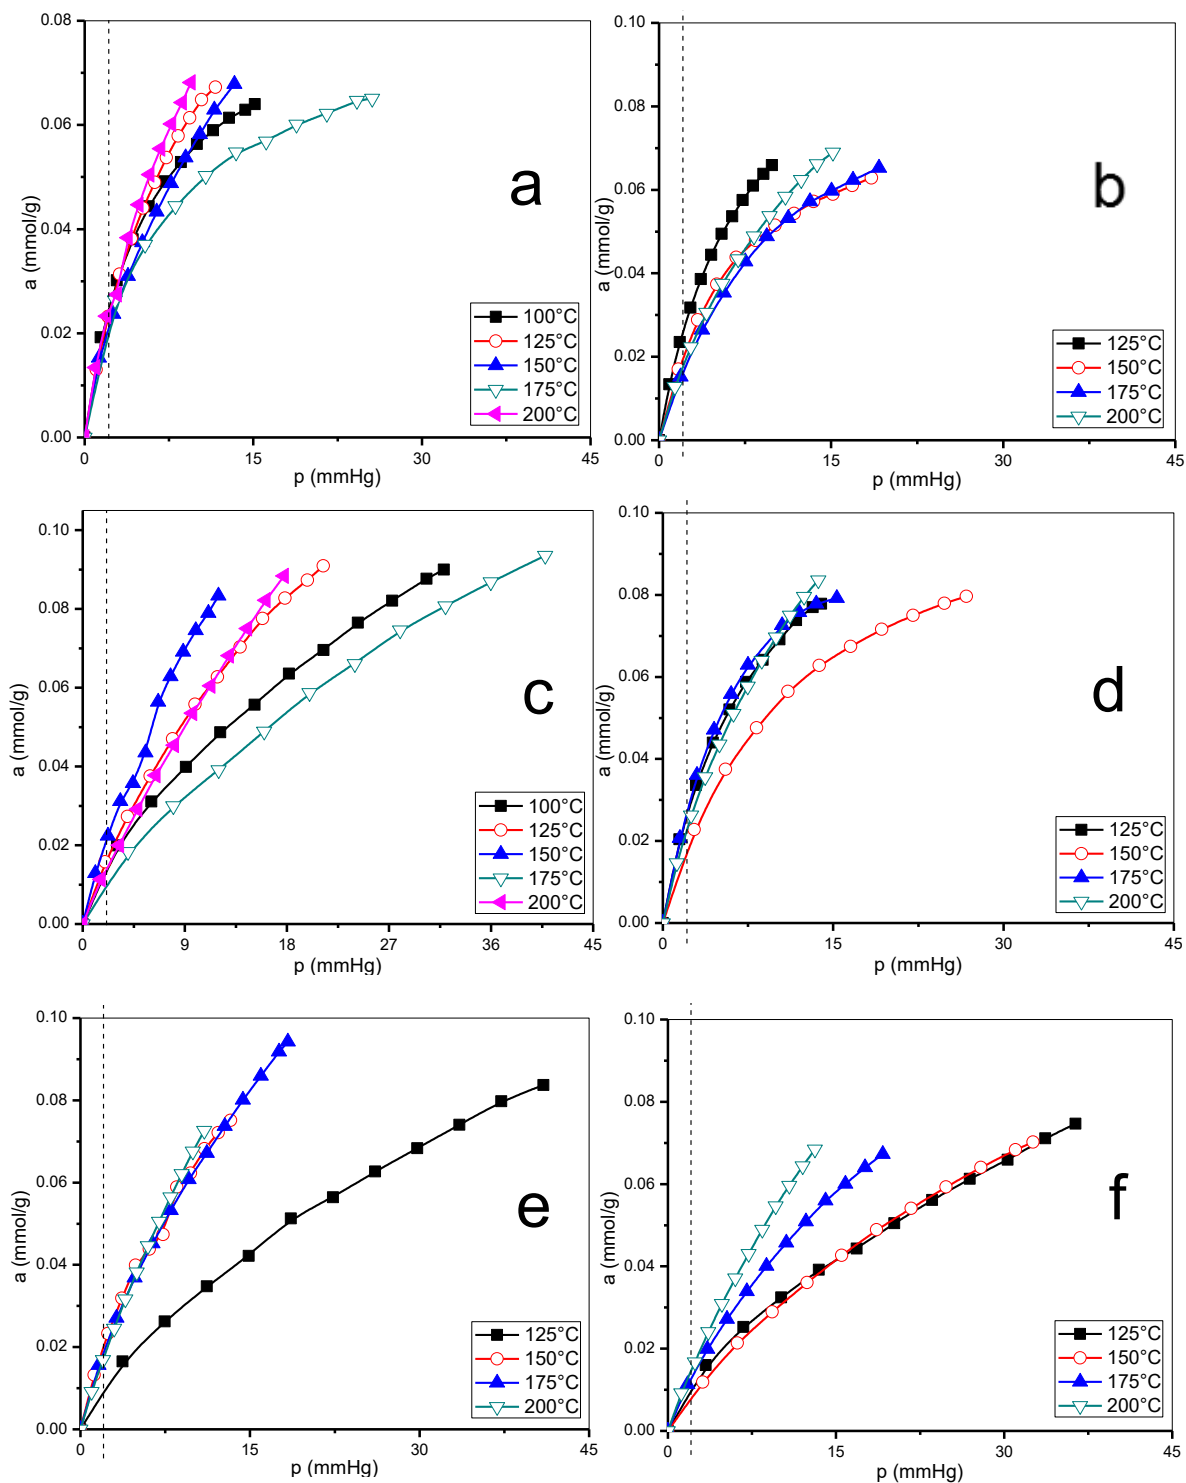 0.08
0.06
0.04
0.02
0.00
a (mmol/g)
0
15
30
45
p (mmHg)
a
100°C
125°C
150°C
175°C
200°C
0.10
0.08
0.06
0.04
0.02
0.00
a (mmol/g)
0
15
30
45
p (mmHg)
b
125°C
150°C
175°C
200°C
0.10
0.08
0.06
0.04
0.02
0.00
a (mmol/g)
0
9
18
27
36
45
p (mmHg)
c
100°C
125°C
150°C
175°C
200°C
0.10
0.08
0.06
0.04
0.02
0.00
a (mmol/g)
0
15
30
45
p (mmHg)
d
125°C
150°C
175°C
200°C
0.10
0.08
0.06
0.04
0.02
0.00
a (mmol/g)
0
15
30
45
p (mmHg)
e
125°C
150°C
175°C
200°C
0.10
0.08
0.06
0.04
0.02
0.00
a (mmol/g)
0
15
30
45
p (mmHg)
f
125°C
150°C
175°C
200°C